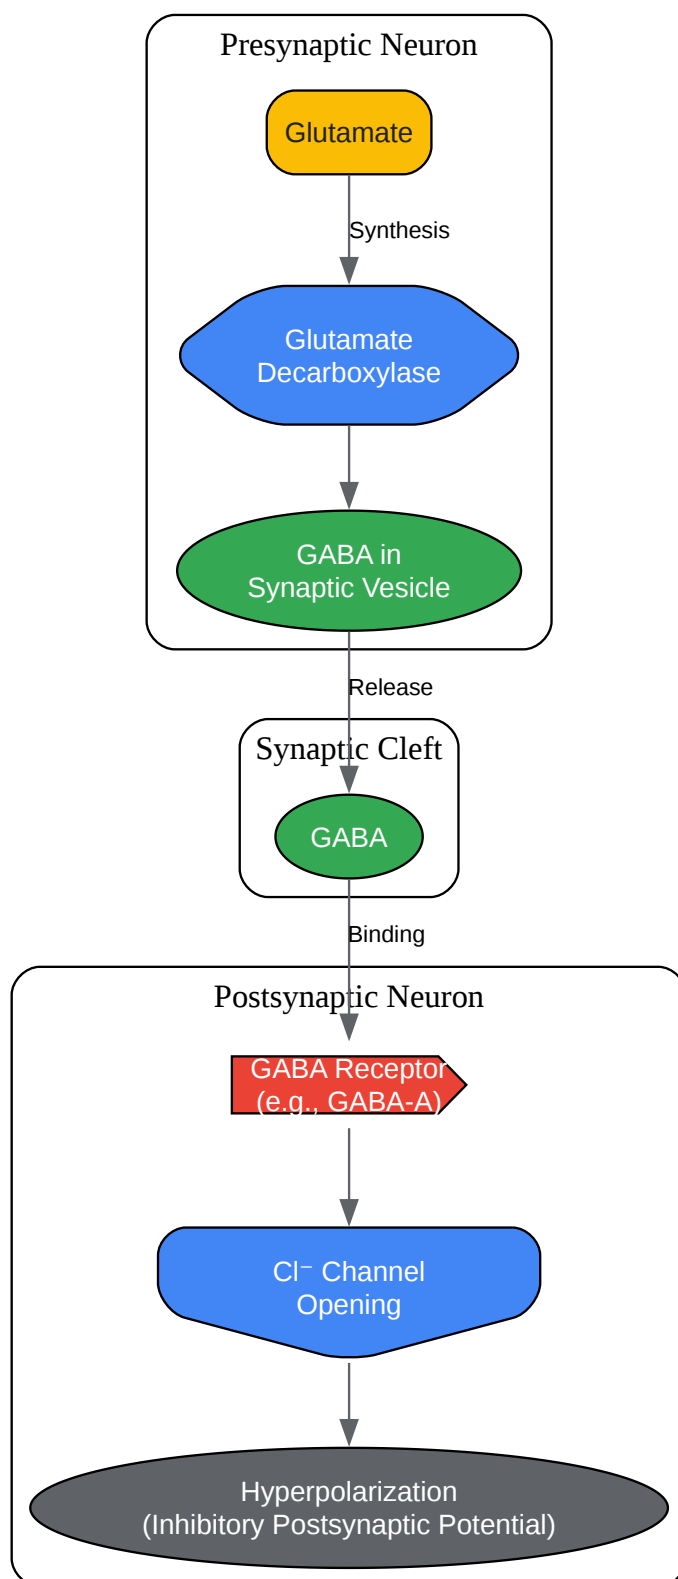 Presynaptic Neuron
Glutamate
Synthesis
Glutamate
Decarboxylase
GABA in
Synaptic Vesicle
Release
Synaptic Cleft
GABA
Binding
Postsynaptic Neuron
GABA Receptor
(e.g., GABA-A)
Cl⁻ Channel
Opening
Hyperpolarization
(Inhibitory Postsynaptic Potential)